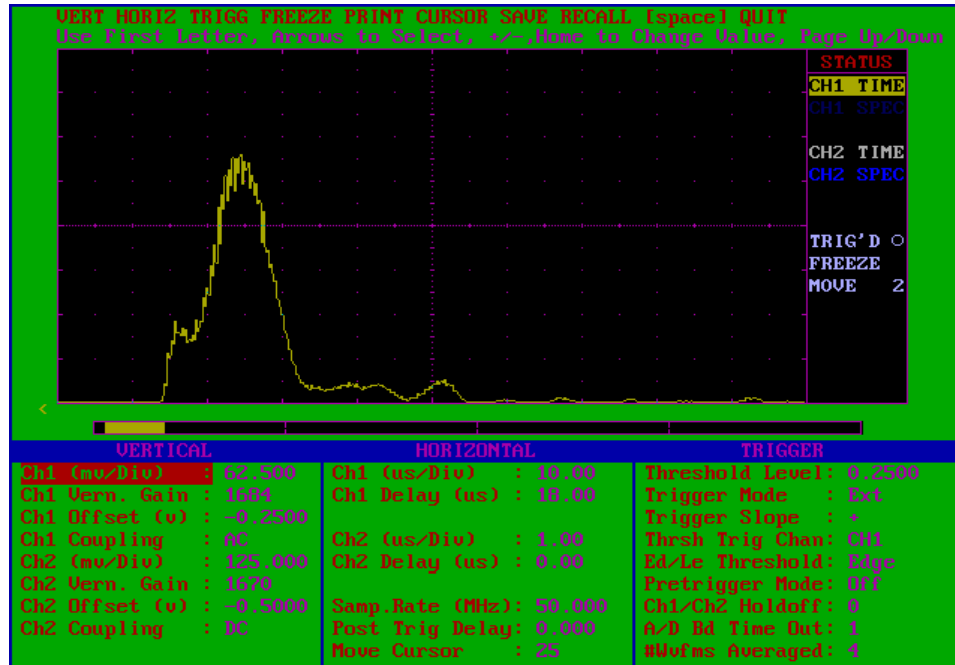 VERT HORIZ TRIGG FREEZE PRINT CURSOR SAVE RECALL [space] QUIT
Use First Letter, Arrows to Select, +/-,Home to Change Value, Page Up/Down
STATUS
CH1 TIME
CH1 SPEC
CH2 TIME
CH2 SPEC
TRIG'D
FREEZE
MOVE 2
<
VERTICAL
Ch1 (mv/Div) : 62.500
Ch1 Vern. Gain : 1684
Ch1 Offset (v) : -0.2500
Ch1 Coupling : AC
Ch2 (mv/Div) : 125.000
Ch2 Vern. Gain : 1670
Ch2 Offset (v) : -0.5000
Ch2 Coupling : DC
HORIZONTAL
Ch1 (us/Div) : 10.00
Ch1 Delay (us) : 18.00
Ch2 (us/Div) : 1.00
Ch2 Delay (us) : 0.00
Samp.Rate (MHz): 50.000
Post Trig Delay: 0.000
Move Cursor : 25
TRIGGER
Threshold Level: 0.2500
Trigger Mode : Ext
Trigger Slope : +
Thrsh Trig Chan: CH1
Ed/Le Threshold: Edge
Pretrigger Mode: Off
Ch1/Ch2 Holdoff: 0
A/D Bd Time Out: 1
#Wvfms Averaged: 4